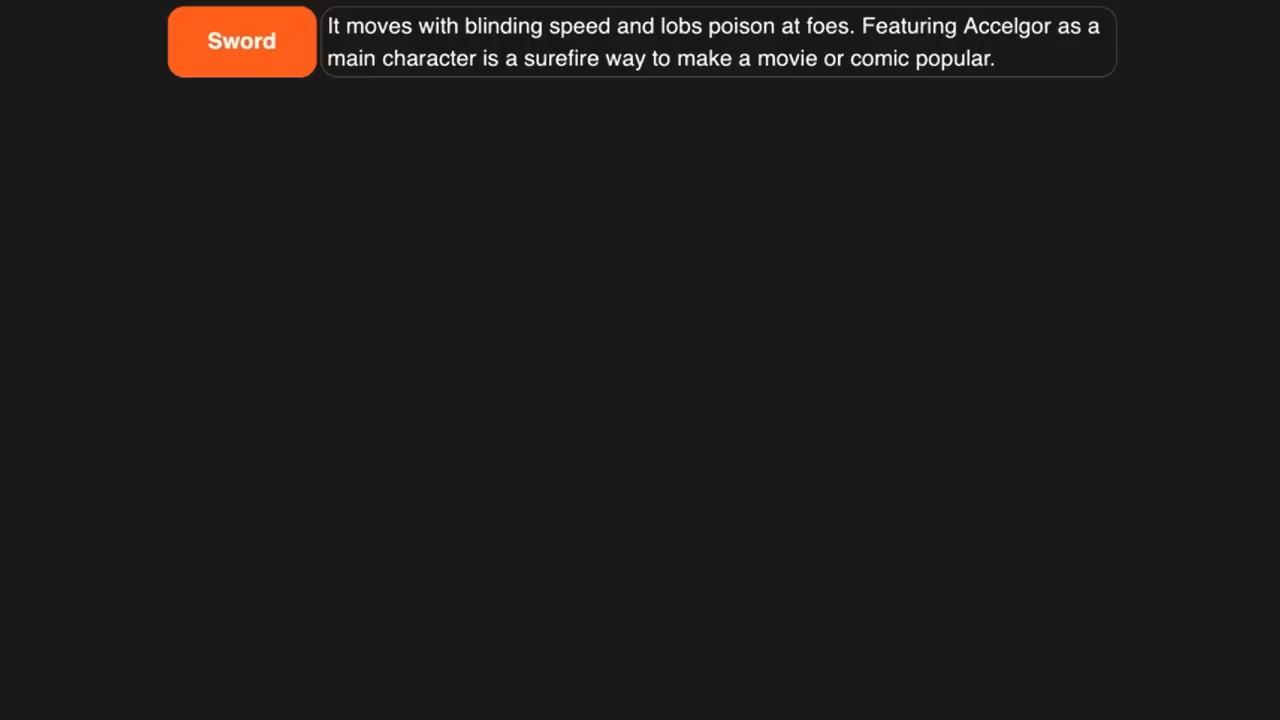 Sword
It moves with blinding speed and lobs poison at foes. Featuring Accelgor as a
main character is a surefire way to make a movie or comic popular.